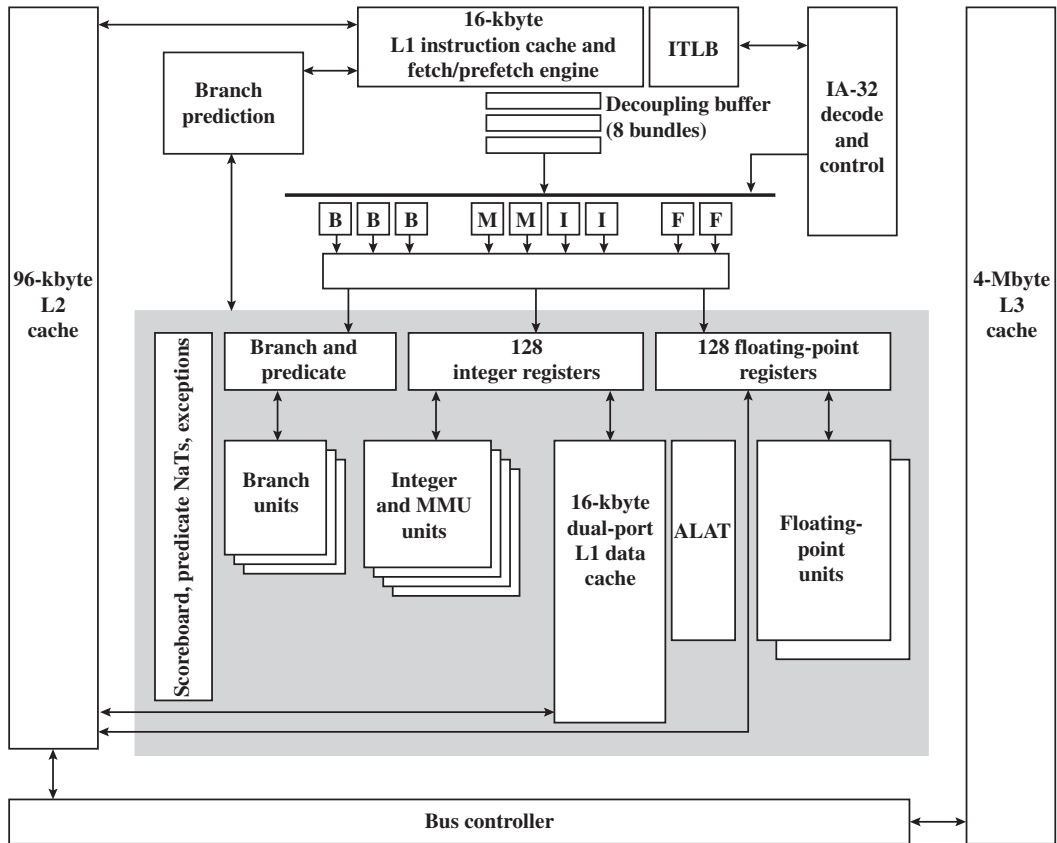 16-kbyte
L1 instruction cache and
fetch/prefetch engine
ITLB
IA-32
decode
and
control
Branch
prediction
Decoupling buffer
(8 bundles)
B B B M M I I F F
96-kbyte
L2
cache
4-Mbyte
L3
cache
Scoreboard, predicate NaTs, exceptions
Branch and
predicate
128
integer registers
128 floating-point
registers
Branch
units
Integer
and MMU
units
16-kbyte
dual-port
L1 data
cache
ALAT
Floating-
point
units
Bus controller